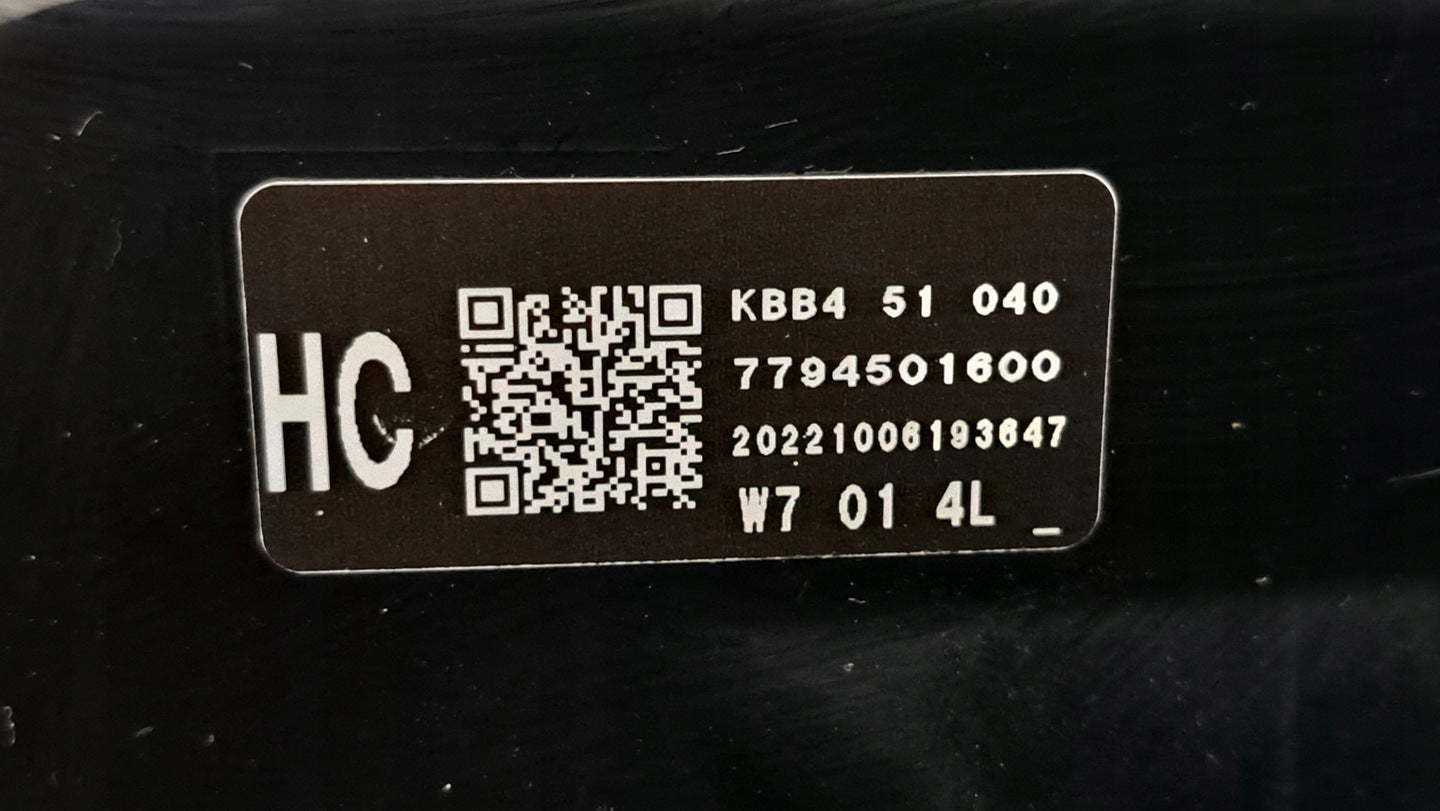 HC
KBB4 51 040
7794501600
20221006193647
W7 01 4L _